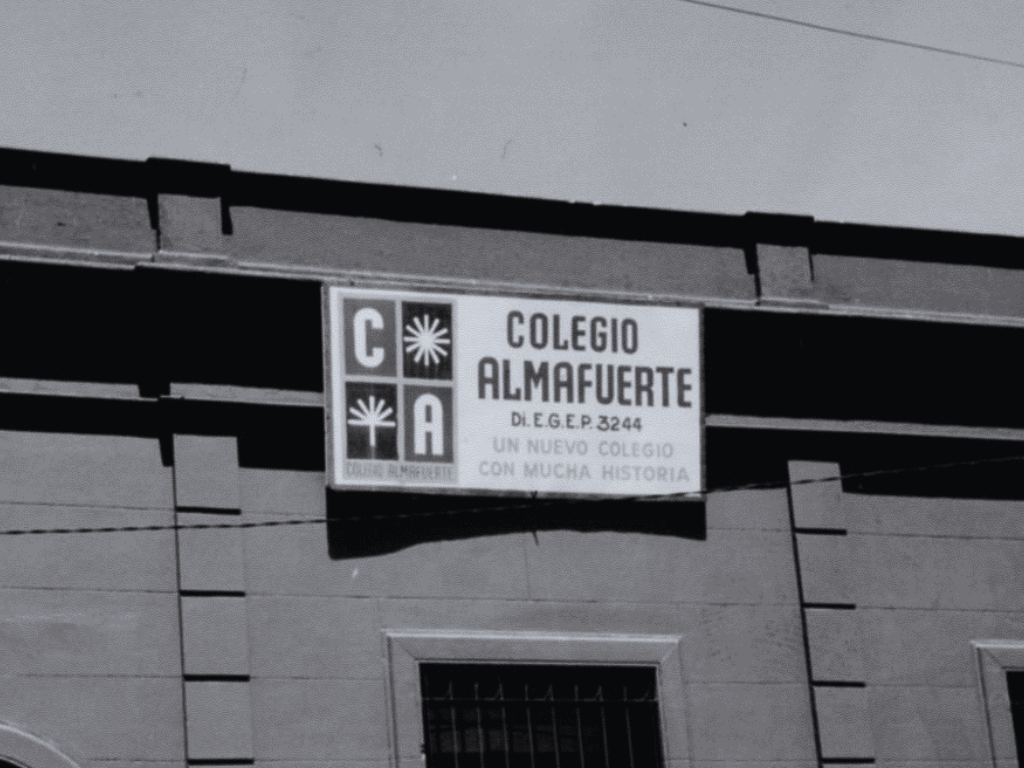 C
A
COLEGIO ALMAFUERTE
COLEGIO
ALMAFUERTE
Di. E.G.E.P. 3244
UN NUEVO COLEGIO
CON MUCHA HISTORIA